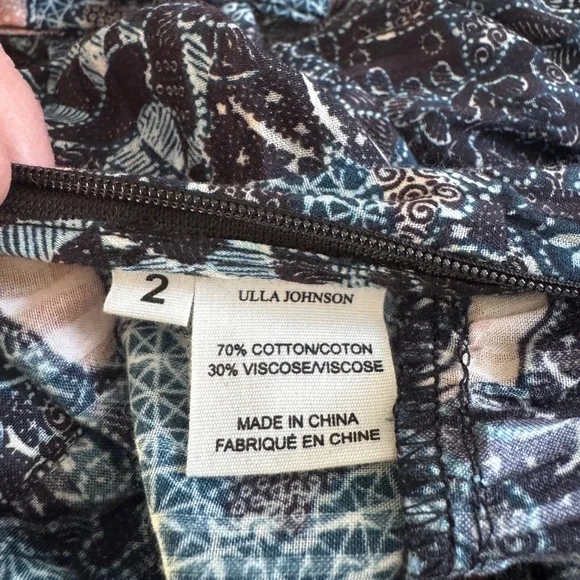 2
ULLA JOHNSON
70% COTTON/COTON
30% VISCOSE/VISCOSE
MADE IN CHINA
FABRIQUÉ EN CHINE